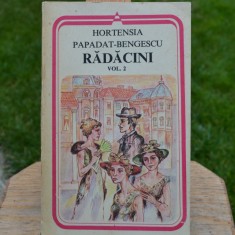 HORTENSIA
PAPADAT-BENGESCU
RĂDĂCINI
VOL. 2